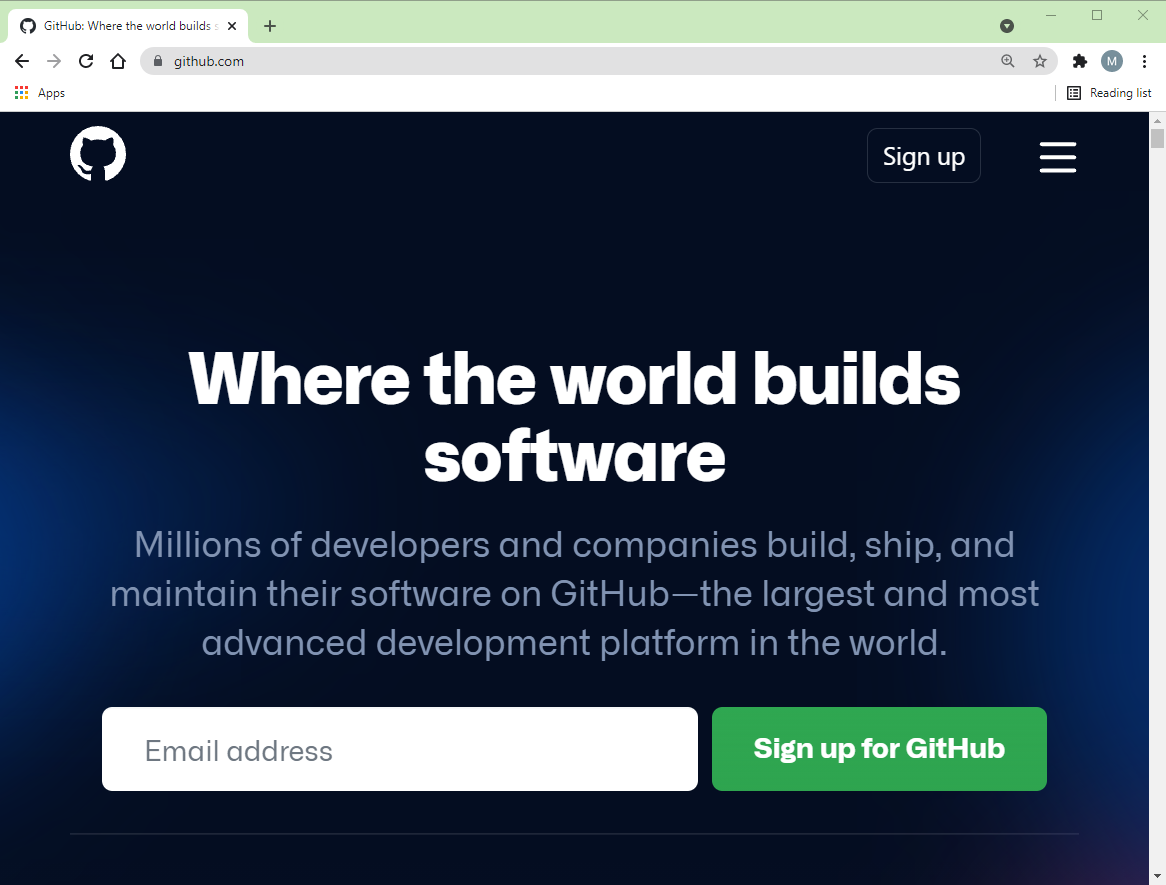 GitHub: Where the world builds
github.com
M
Apps
Reading list
Sign up
Where the world builds
software
Millions of developers and companies build, ship, and
maintain their software on GitHub—the largest and most
advanced development platform in the world.
Email address
Sign up for GitHub